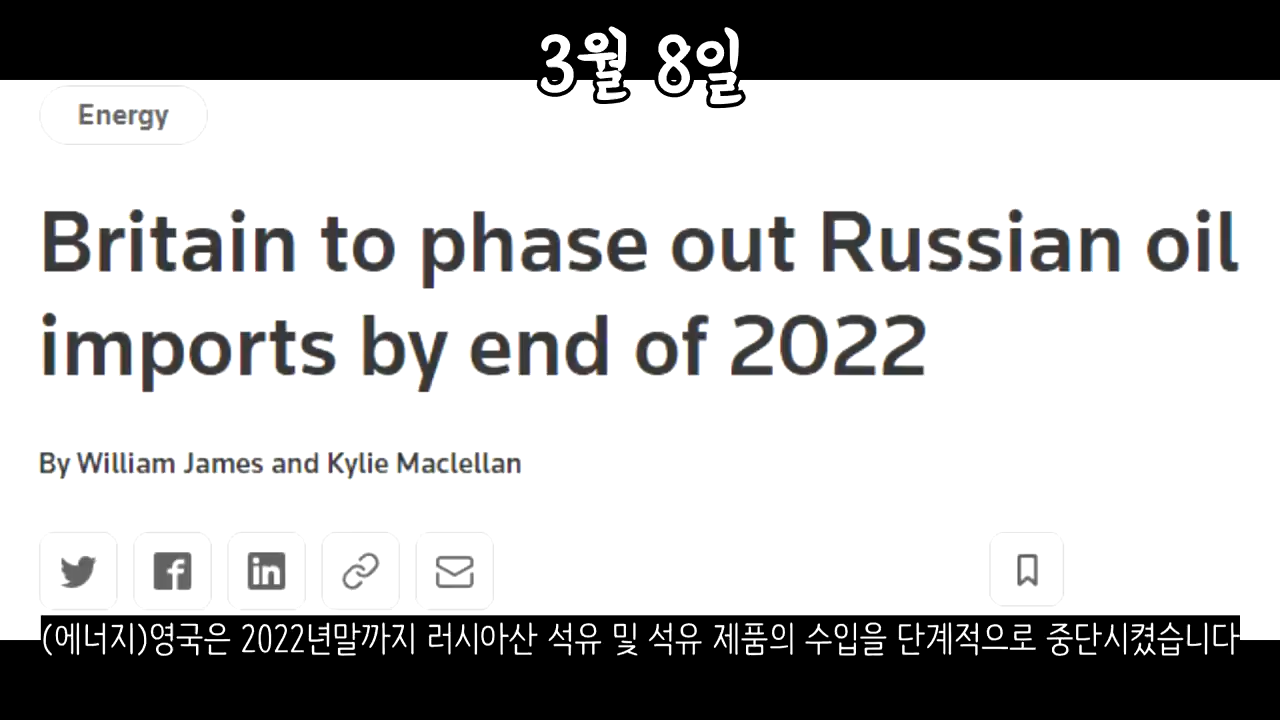 3월 8일
Energy
Britain to phase out Russian oil
imports by end of 2022
By William James and Kylie Maclellan
(에너지)영국은 2022년말까지 러시아산 석유 및 석유 제품의 수입을 단계적으로 중단시켰습니다